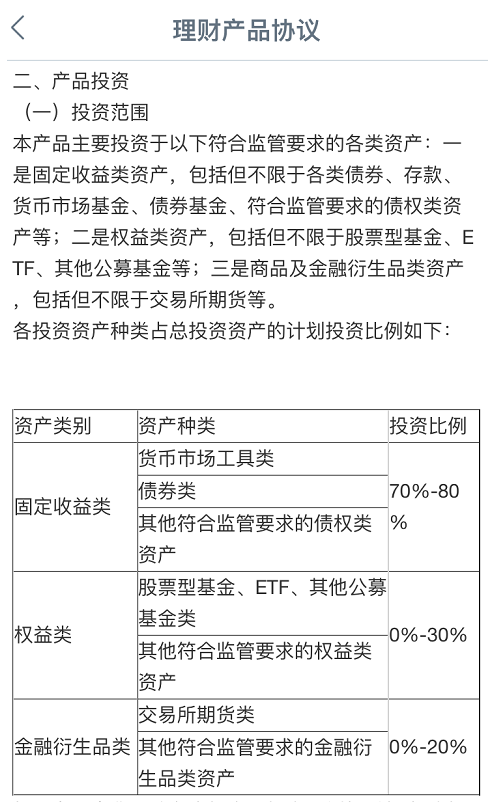 理财产品协议
二、产品投资
（一）投资范围
本产品主要投资于以下符合监管要求的各类资产：一
是固定收益类资产，包括但不限于各类债券、存款、
货币市场基金、债券基金、符合监管要求的债权类资
产等；二是权益类资产，包括但不限于股票型基金、E
TF、其他公募基金等；三是商品及金融衍生品类资产
，包括但不限于交易所期货等。
各投资资产种类占总投资资产的计划投资比例如下：
资产类别 资产种类 投资比例
固定收益类
货币市场工具类
债券类
其他符合监管要求的债权类
资产
70%-80
%
权益类
股票型基金、ETF、其他公募
基金类
其他符合监管要求的权益类
资产
0%-30%
金融衍生品类
交易所期货类
其他符合监管要求的金融衍
生品类资产
0%-20%